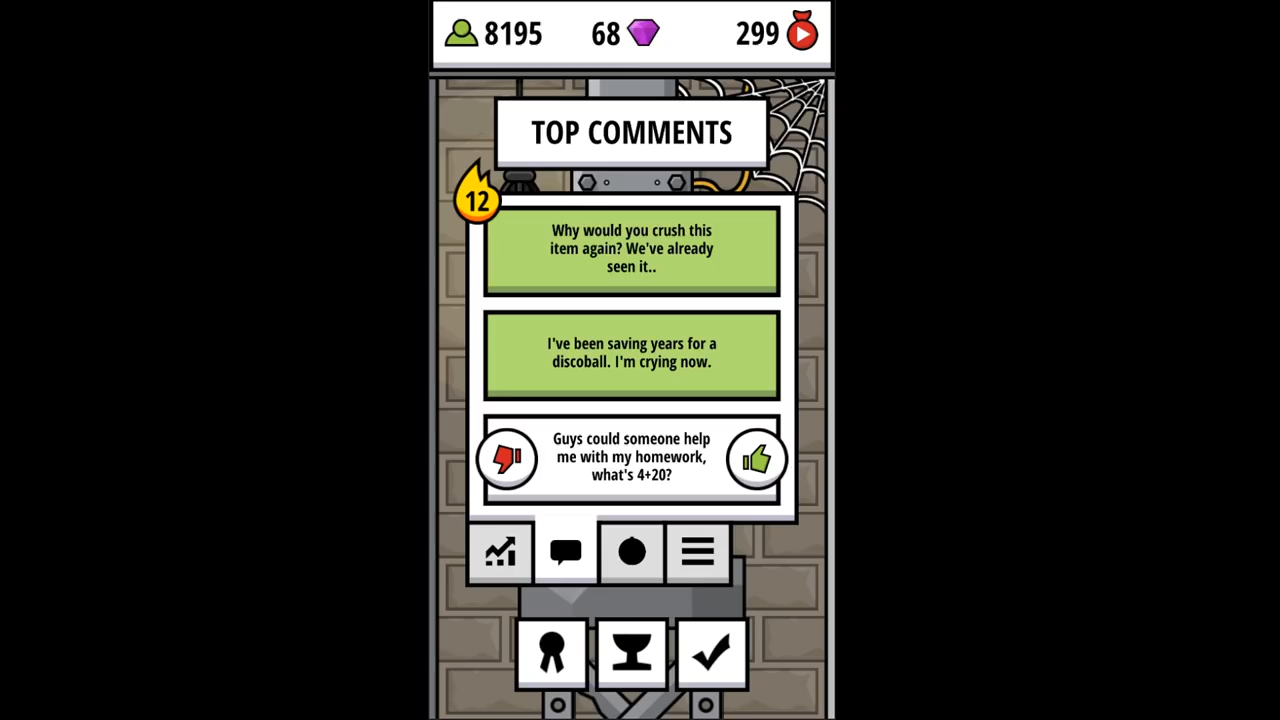 8195 68 299
TOP COMMENTS
12
Why would you crush this
item again? We've already
seen it..
I've been saving years for a
discoball. I'm crying now.
Guys could someone help
me with my homework,
what's 4+20?